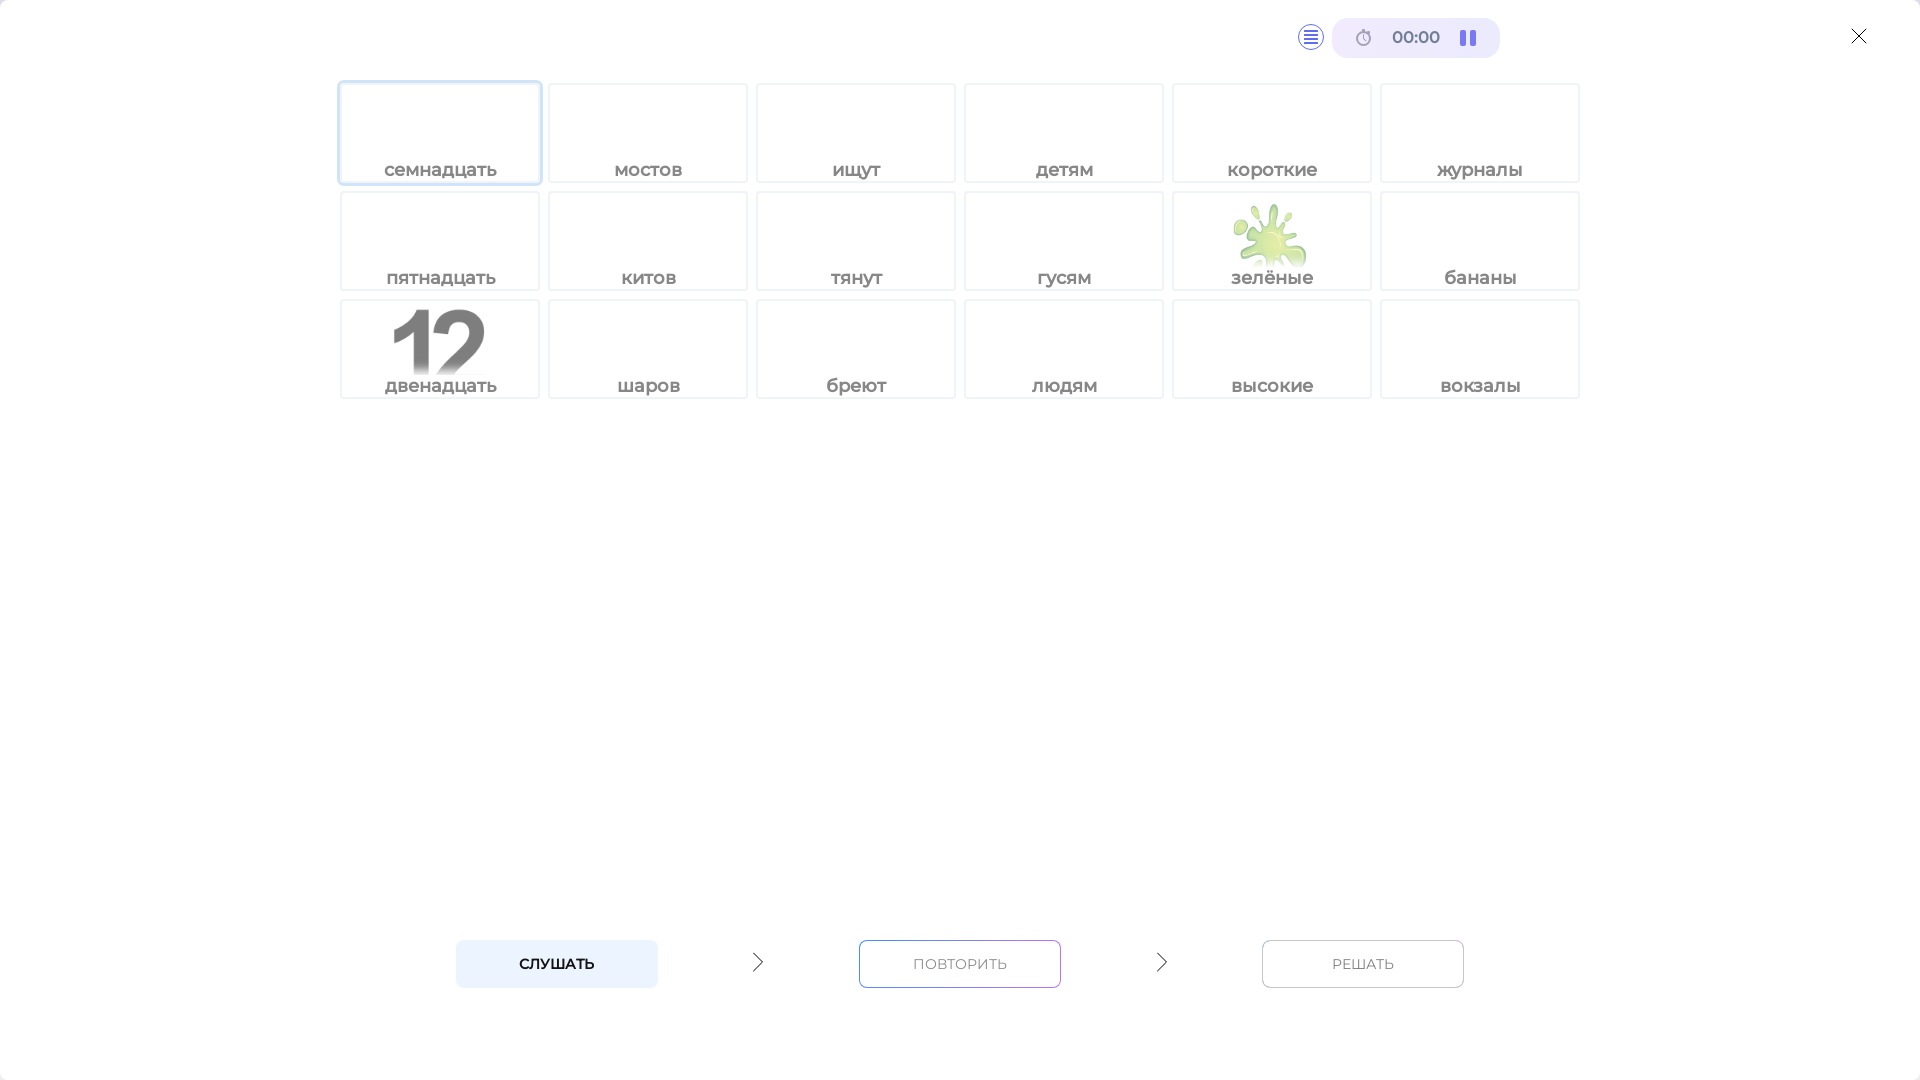 00:00
семнадцать мостов ищут детям короткие журналы
пятнадцать китов тянут гусям зелёные бананы
12
двенадцать шаров бреют людям высокие вокзалы
СЛУШАТЬ ПОВТОРИТЬ РЕШАТЬ